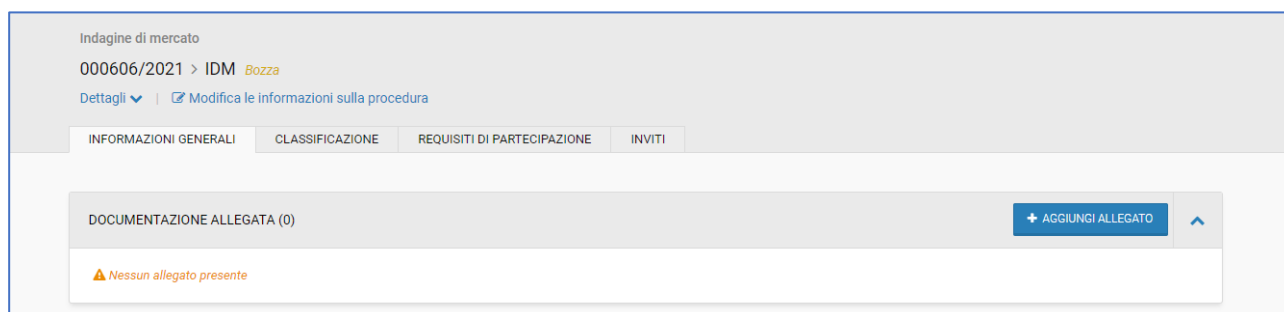 Indagine di mercato
000606/2021 > IDM Bozza
Dettagli | Modifica le informazioni sulla procedura
INFORMAZIONI GENERALI CLASSIFICAZIONE REQUISITI DI PARTECIPAZIONE INVITI
DOCUMENTAZIONE ALLEGATA (0) + AGGIUNGI ALLEGATO
Nessun allegato presente